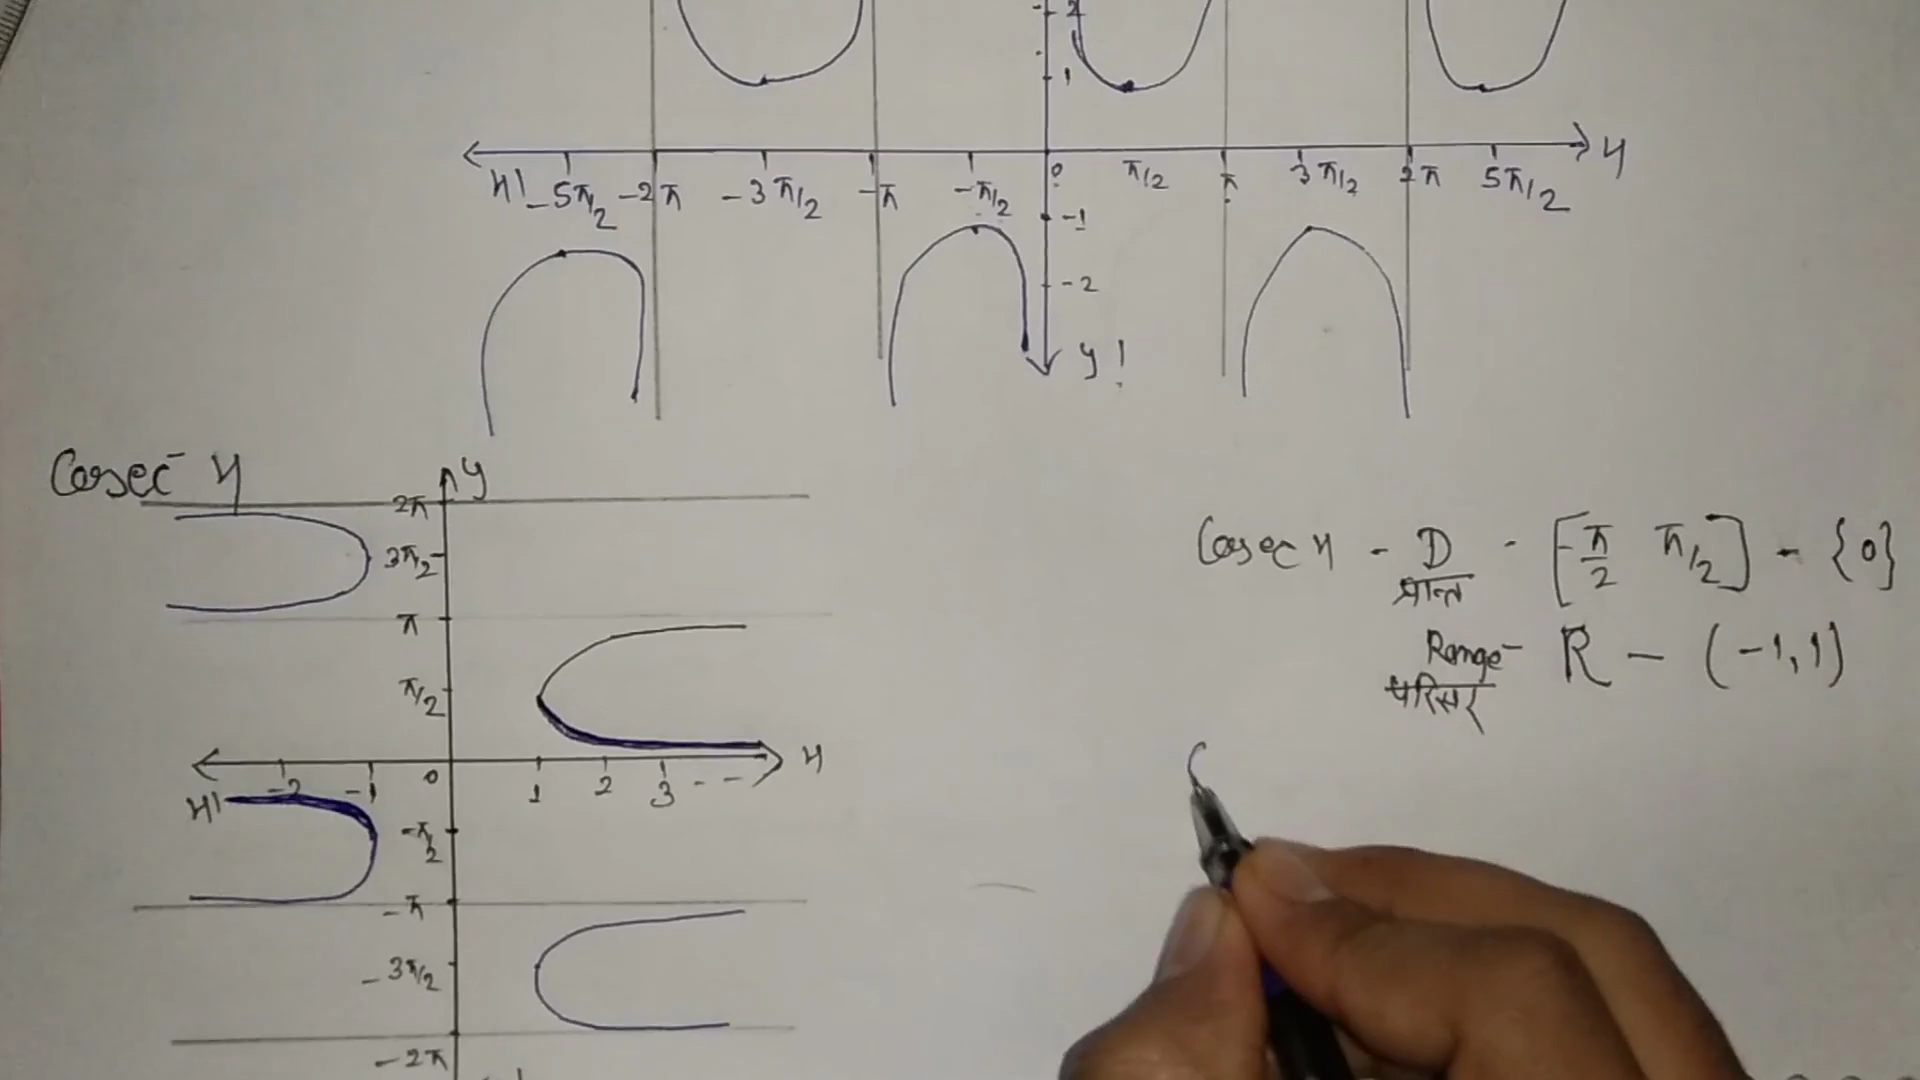 2
1
x' -5π/2 -2π -3π/2 -π -π/2 0 π/2 π 3π/2 2π 5π/2 x
-1
-2
y'
Cosec⁻ x
y
2π
3π/2
π
π/2
x' -2 -1 0 1 2 3 - - x
-π/2
-π
-3π/2
-2π
Cosec x - D - [-π/2 π/2] - {0}
प्रान्त
Range - R - (-1,1)
परिसर